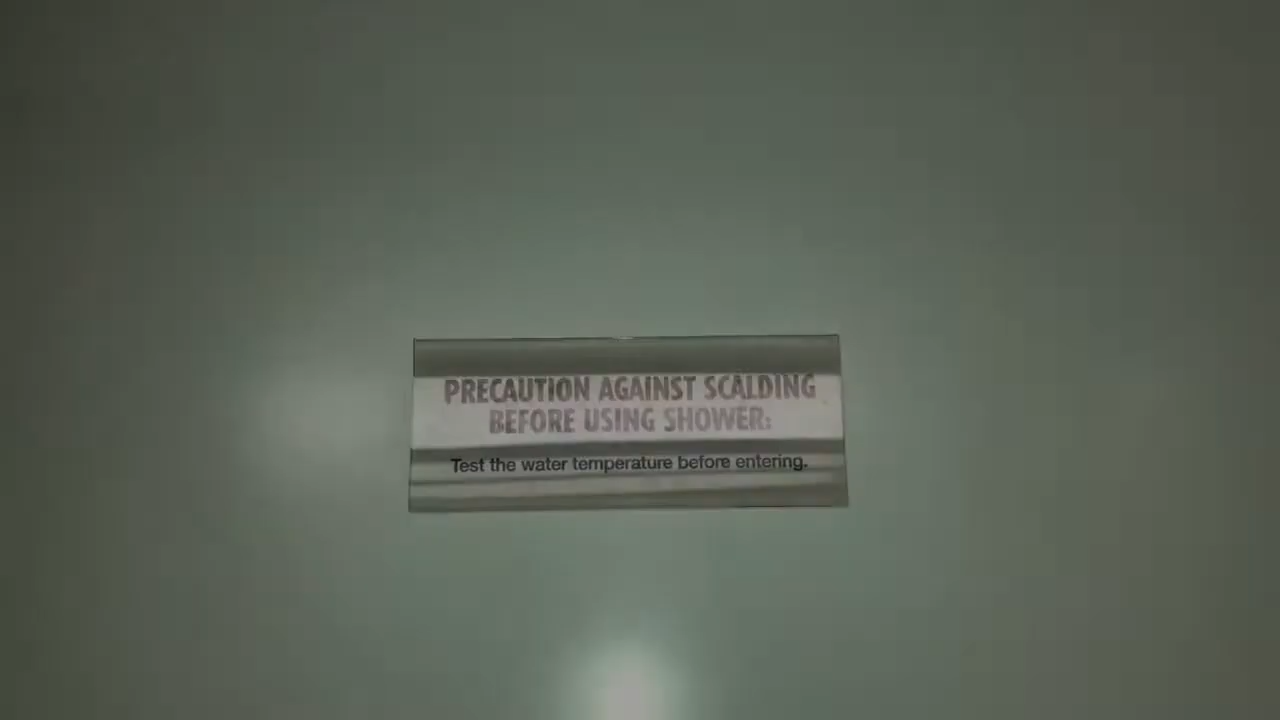 PRECAUTION AGAINST SCALDING
BEFORE USING SHOWER:
Test the water temperature before entering.